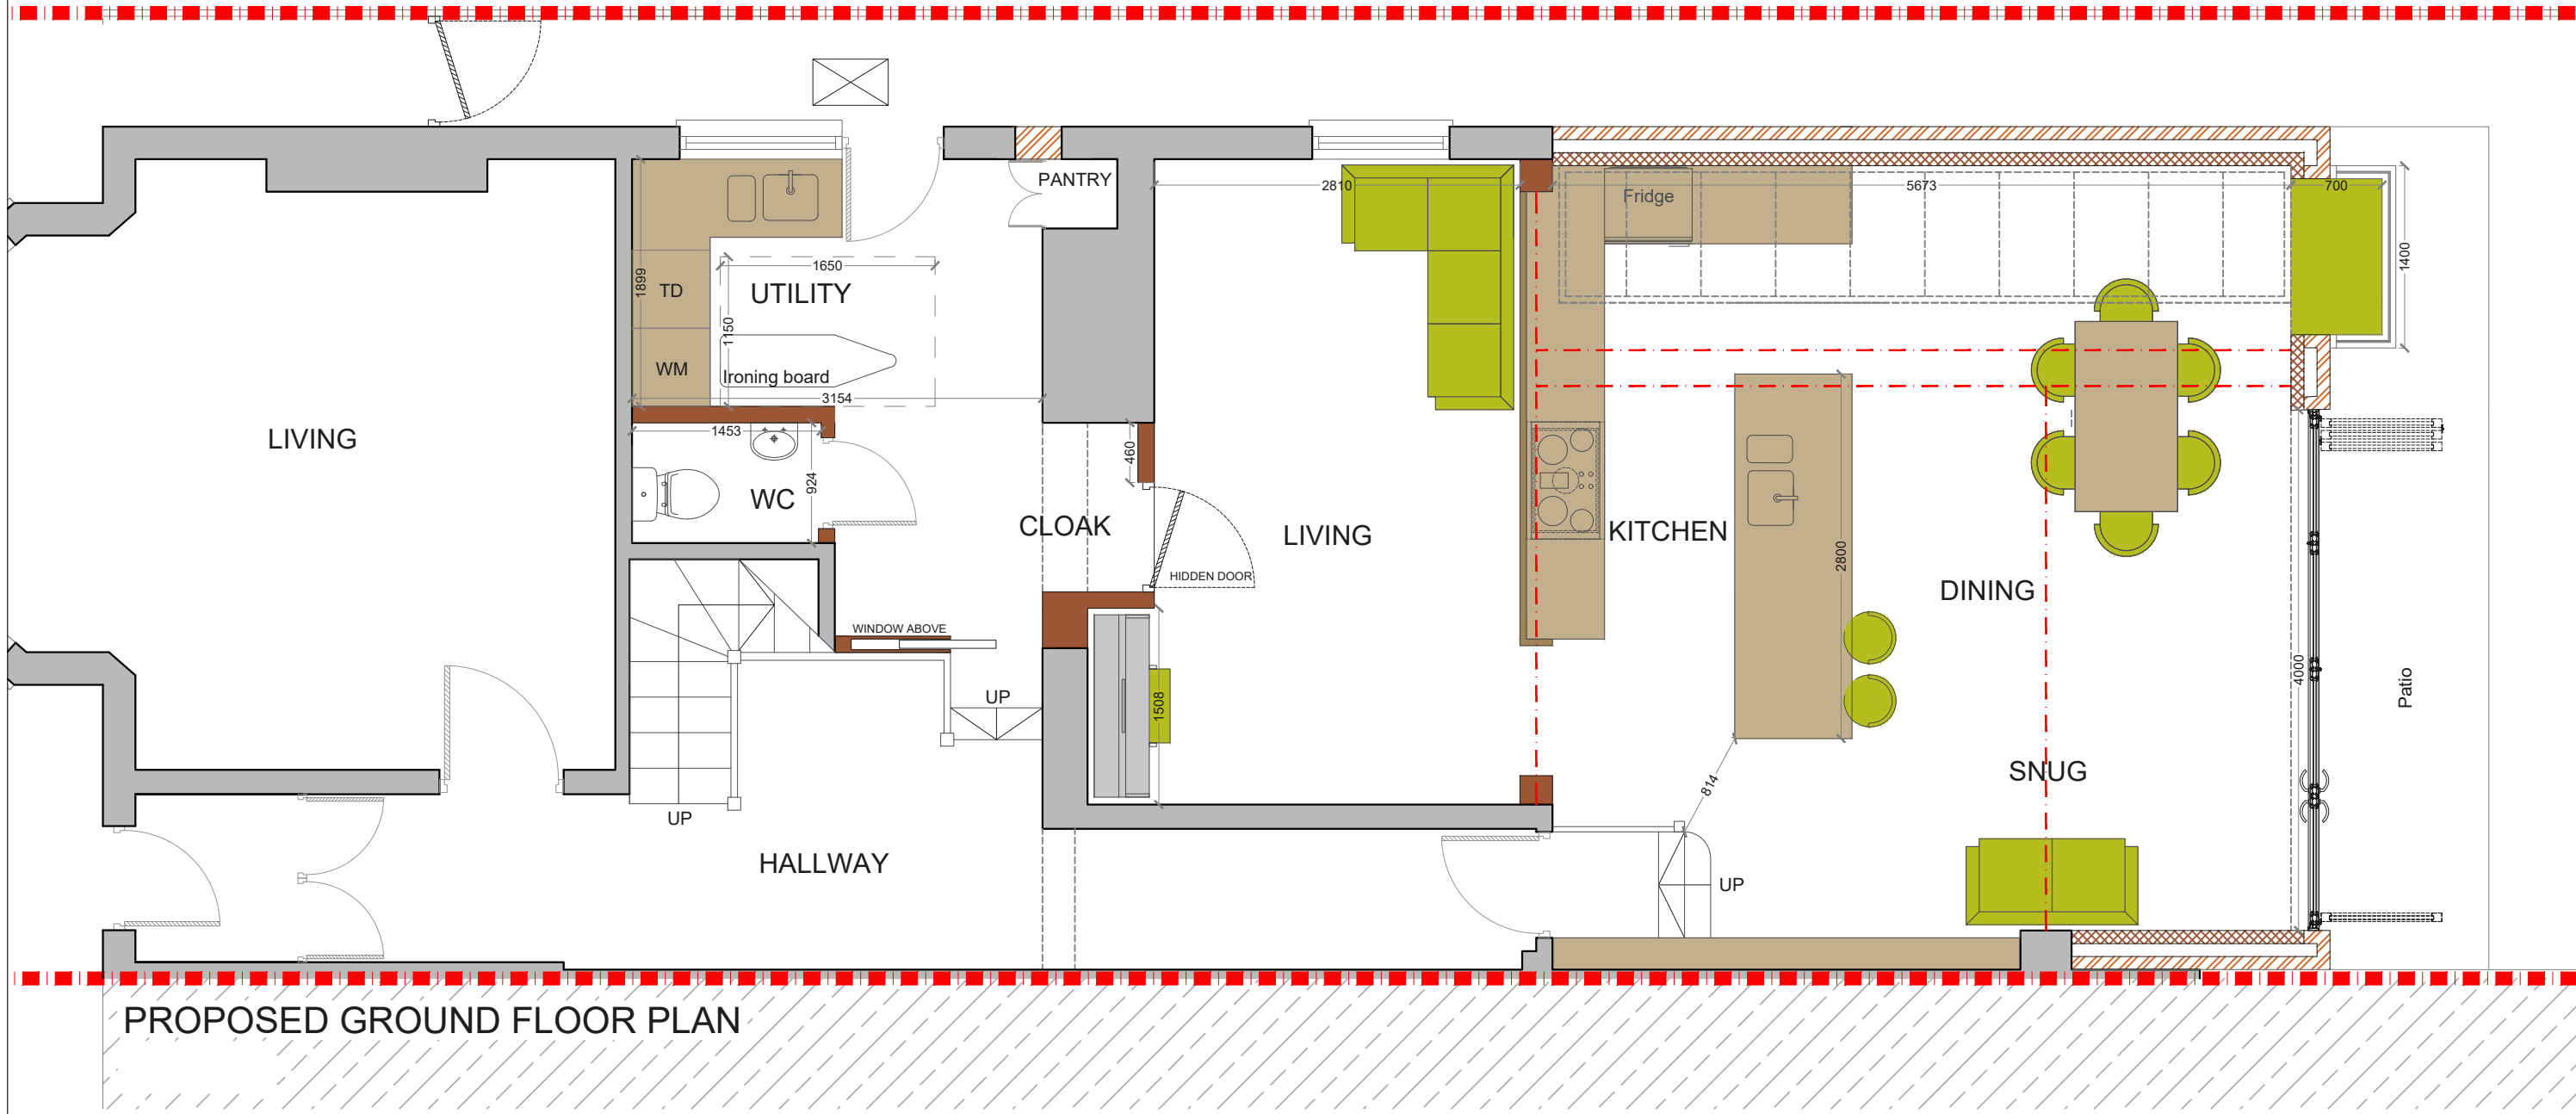 PANTRY
2810
Fridge
5673
700
1400
1650
1899
TD
UTILITY
1150
WM
Ironing board
3154
1453
LIVING
460
924
WC
CLOAK
LIVING
KITCHEN
HIDDEN DOOR
2800
DINING
WINDOW ABOVE
4000
Patio
UP
1508
SNUG
814
UP
HALLWAY
UP
PROPOSED GROUND FLOOR PLAN